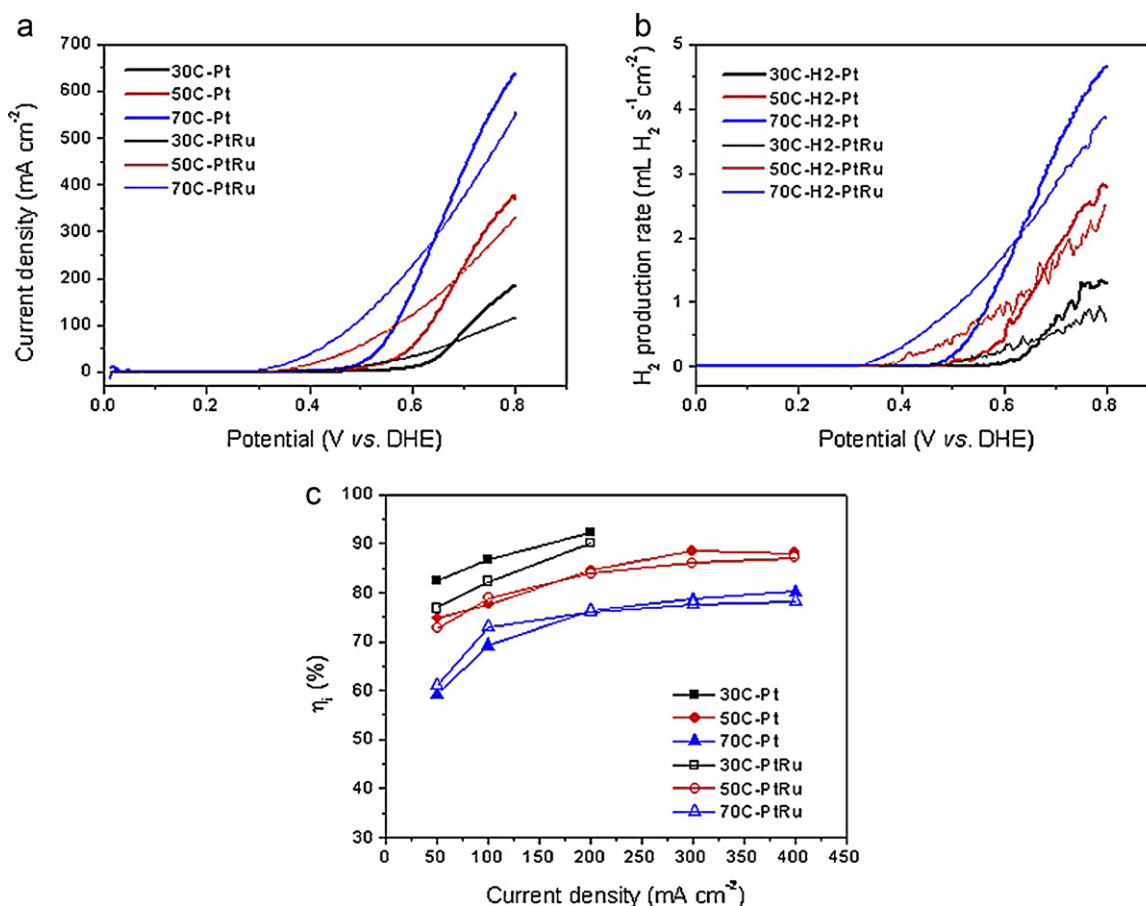 a
700
600
500
400
300
200
100
0
Current density (mA cm⁻²)
30C-Pt
50C-Pt
70C-Pt
30C-PtRu
50C-PtRu
70C-PtRu
0.0 0.2 0.4 0.6 0.8
Potential (V vs. DHE)
b
5
4
3
2
1
0
H₂ production rate (mL H₂ s⁻¹cm⁻²)
30C-H2-Pt
50C-H2-Pt
70C-H2-Pt
30C-H2-PtRu
50C-H2-PtRu
70C-H2-PtRu
0.0 0.2 0.4 0.6 0.8
Potential (V vs. DHE)
c
100
90
80
70
60
50
40
30
ηᵢ (%)
30C-Pt
50C-Pt
70C-Pt
30C-PtRu
50C-PtRu
70C-PtRu
0 50 100 150 200 250 300 350 400 450
Current density (mA cm⁻²)